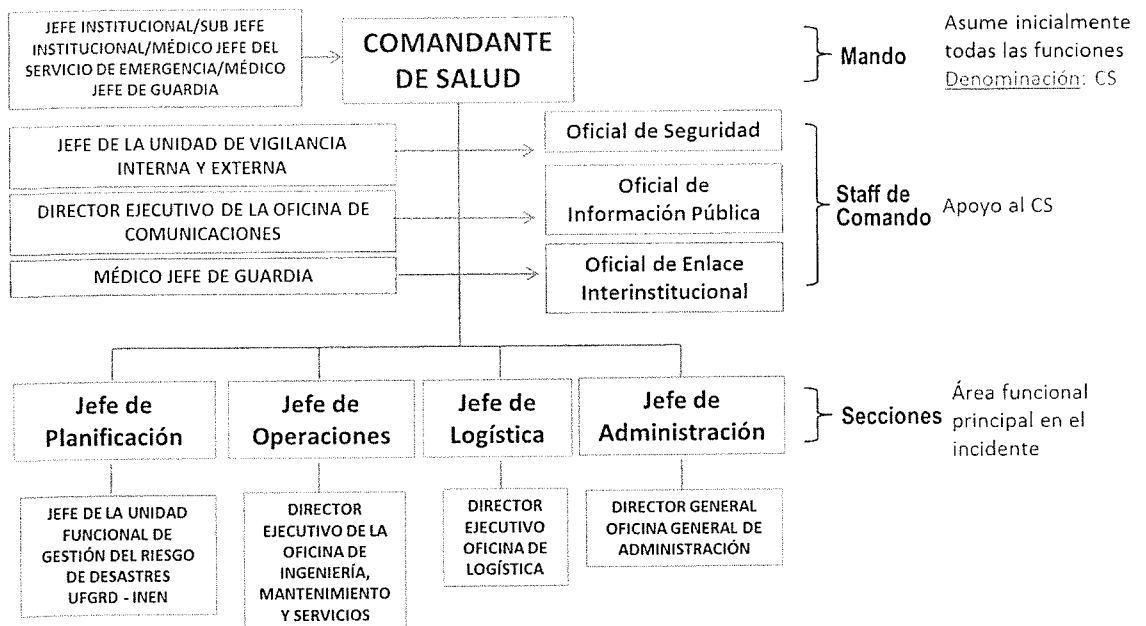 JEFE INSTITUCIONAL/SUB JEFE
INSTITUCIONAL/MÉDICO JEFE DEL
SERVICIO DE EMERGENCIA/MÉDICO
JEFE DE GUARDIA
COMANDANTE
DE SALUD
Mando
Asume inicialmente
todas las funciones
Denominación: CS
JEFE DE LA UNIDAD DE VIGILANCIA
INTERNA Y EXTERNA
Oficial de Seguridad
DIRECTOR EJECUTIVO DE LA OFICINA DE
COMUNICACIONES
Oficial de
Información Pública
MÉDICO JEFE DE GUARDIA
Oficial de Enlace
Interinstitucional
Staff de
Comando
Apoyo al CS
Jefe de
Planificación
Jefe de
Operaciones
Jefe de
Logística
Jefe de
Administración
Secciones
Área funcional
principal en el
incidente
JEFE DE LA UNIDAD
FUNCIONAL DE
GESTIÓN DEL RIESGO
DE DESASTRES
UFGRD - INEN
DIRECTOR
EJECUTIVO DE LA
OFICINA DE
INGENIERÍA,
MANTENIMIENTO
Y SERVICIOS
DIRECTOR
EJECUTIVO
OFICINA DE
LOGÍSTICA
DIRECTOR GENERAL
OFICINA GENERAL DE
ADMINISTRACIÓN